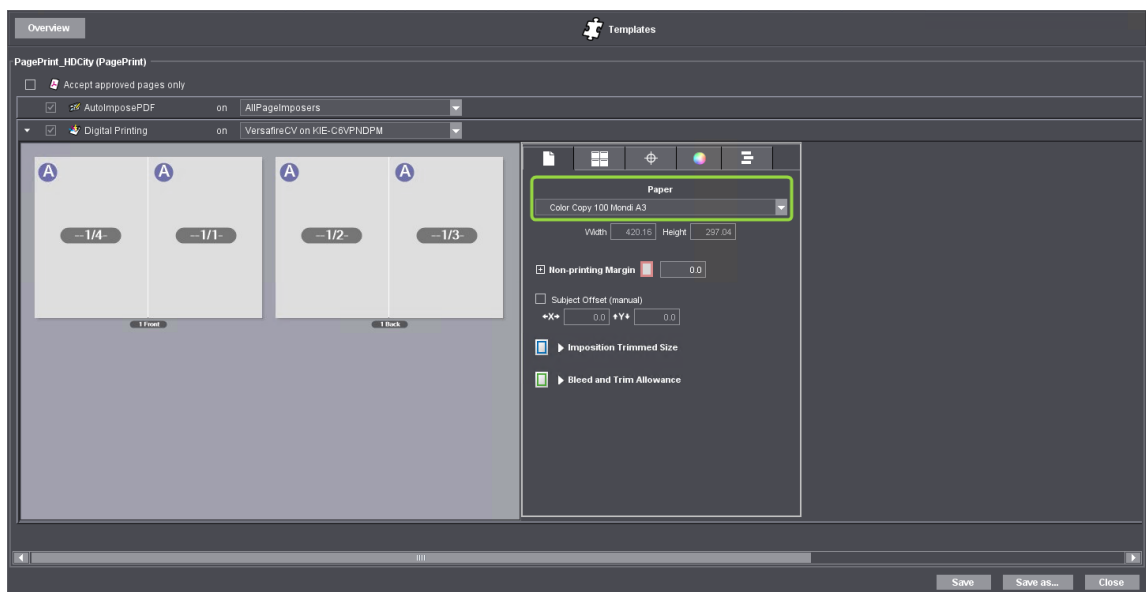 Overview
Templates
PagePrint_HDCity (PagePrint)
Accept approved pages only
AutoImposePDF on AllPageImposers
Digital Printing on VersafireCV on KIE-C6VPNDPM
A A A A
--1/4- --1/1- --1/2- --1/3-
1 Front 1 Back
Paper
Color Copy 100 Mondi A3
Width 420.16 Height 297.04
Non-printing Margin 0.0
Subject Offset (manual)
X 0.0 Y 0.0
Imposition Trimmed Size
Bleed and Trim Allowance
Save Save as... Close